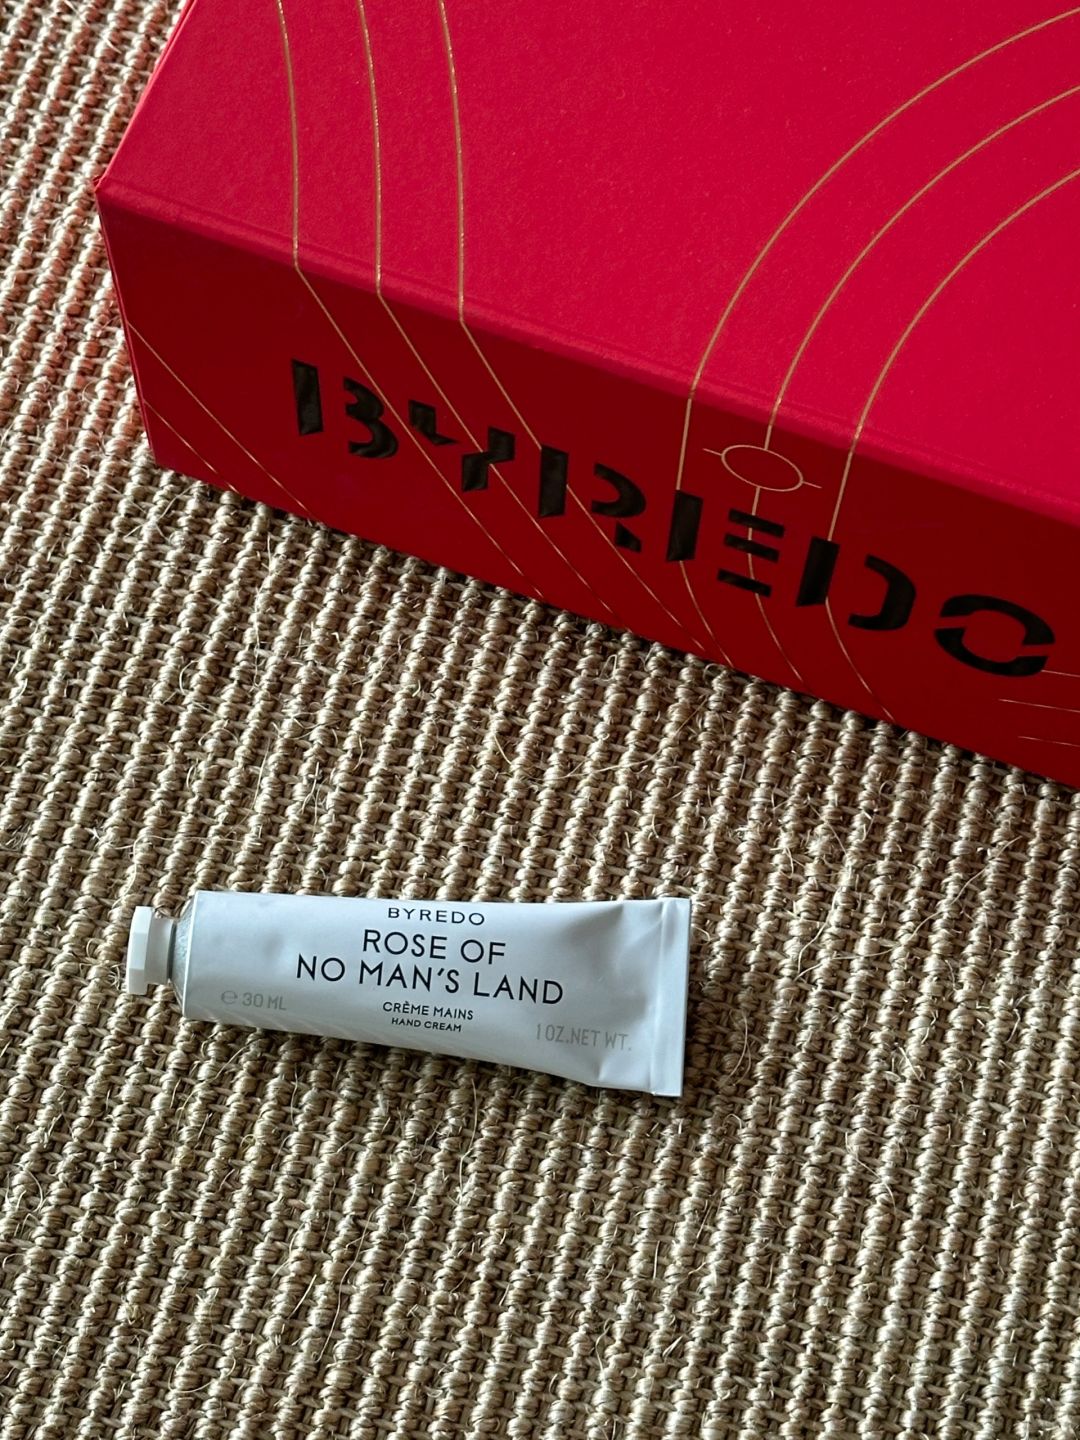 BYREDO
BYREDO
ROSE OF
NO MAN'S LAND
CRÈME MAINS
HAND CREAM
℮ 30 ML
1 OZ.NET WT.